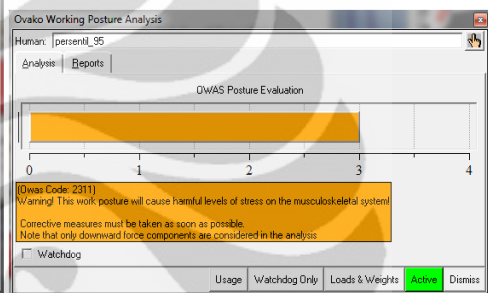 Ovako Working Posture Analysis
Human: persentil_95
Analysis Reports
OWAS Posture Evaluation
0 1 2 3 4
(Owas Code: 2311)
Warning! This work posture will cause harmful levels of stress on the musculoskeletal system!
Corrective measures must be taken as soon as possible.
Note that only downward force components are considered in the analysis
Watchdog
Usage Watchdog Only Loads & Weights Active Dismiss